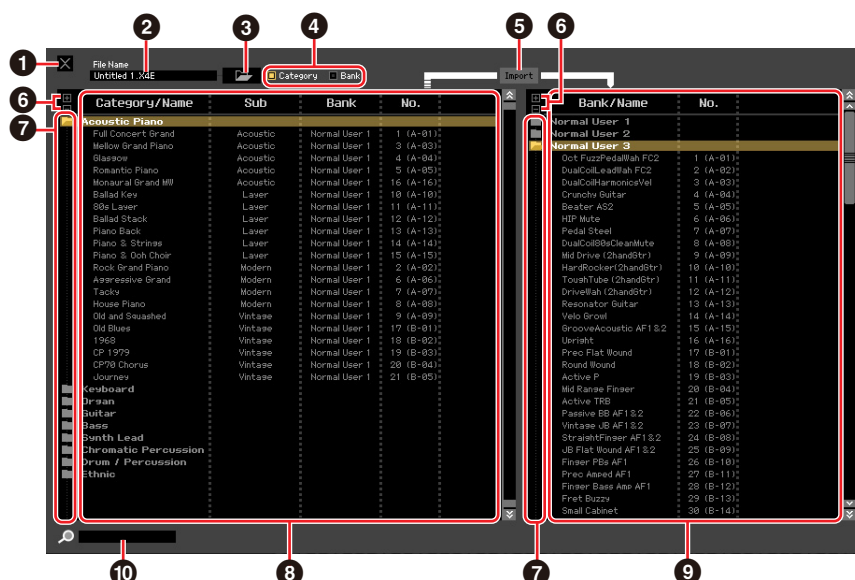 2 3 4 5 6
1 File Name
Untitled 1.X4E Category Bank Import
6 Category/Name Sub Bank No. Bank/Name No.
7
Acoustic Piano
Full Concert Grand Acoustic Normal User 1 1 (A-01)
Mellow Grand Piano Acoustic Normal User 1 3 (A-03)
Glasgow Acoustic Normal User 1 4 (A-04)
Romantic Piano Acoustic Normal User 1 5 (A-05)
Monaural Grand MW Acoustic Normal User 1 16 (A-16)
Ballad Key Layer Normal User 1 10 (A-10)
80s Layer Layer Normal User 1 11 (A-11)
Ballad Stack Layer Normal User 1 12 (A-12)
Piano Back Layer Normal User 1 13 (A-13)
Piano & Strings Layer Normal User 1 14 (A-14)
Piano & Ooh Choir Layer Normal User 1 15 (A-15)
Rock Grand Piano Modern Normal User 1 2 (A-02)
Aggressive Grand Modern Normal User 1 6 (A-06)
Tacky Modern Normal User 1 7 (A-07)
House Piano Modern Normal User 1 8 (A-08)
Old and Squashed Vintage Normal User 1 9 (A-09)
Old Blues Vintage Normal User 1 17 (B-01)
1968 Vintage Normal User 1 18 (B-02)
CP 1979 Vintage Normal User 1 19 (B-03)
CP70 Chorus Vintage Normal User 1 20 (B-04)
Journey Vintage Normal User 1 21 (B-05)
Keyboard
Organ
Guitar
Bass
Synth Lead
Chromatic Percussion
Drum / Percussion
Ethnic
Normal User 1
Normal User 2
Normal User 3
Oct FuzzPedalWah FC2 1 (A-01)
DualCoilLeadWah FC2 2 (A-02)
DualCoilHarmonicsVel 3 (A-03)
Crunchy Guitar 4 (A-04)
Beater AS2 5 (A-05)
HIP Mute 6 (A-06)
Pedal Steel 7 (A-07)
DualCoil80sCleanMute 8 (A-08)
Mid Drive (2handGtr) 9 (A-09)
HardRocker(2handGtr) 10 (A-10)
ToughTube (2handGtr) 11 (A-11)
DriveWah (2handGtr) 12 (A-12)
Resonator Guitar 13 (A-13)
Velo Growl 14 (A-14)
GrooveAcoustic AF1&2 15 (A-15)
Upright 16 (A-16)
Prec Flat Wound 17 (B-01)
Round Wound 18 (B-02)
Active P 19 (B-03)
Mid Range Finger 20 (B-04)
Active TRB 21 (B-05)
Passive BB AF1&2 22 (B-06)
Vintage JB AF1&2 23 (B-07)
StraightFinger AF1&2 24 (B-08)
JB Flat Wound AF1&2 25 (B-09)
Finger PBs AF1 26 (B-10)
Prec Amped AF1 27 (B-11)
Finger Bass Amp AF1 28 (B-12)
Fret Buzzy 29 (B-13)
Small Cabinet 30 (B-14)
10 8 7 9